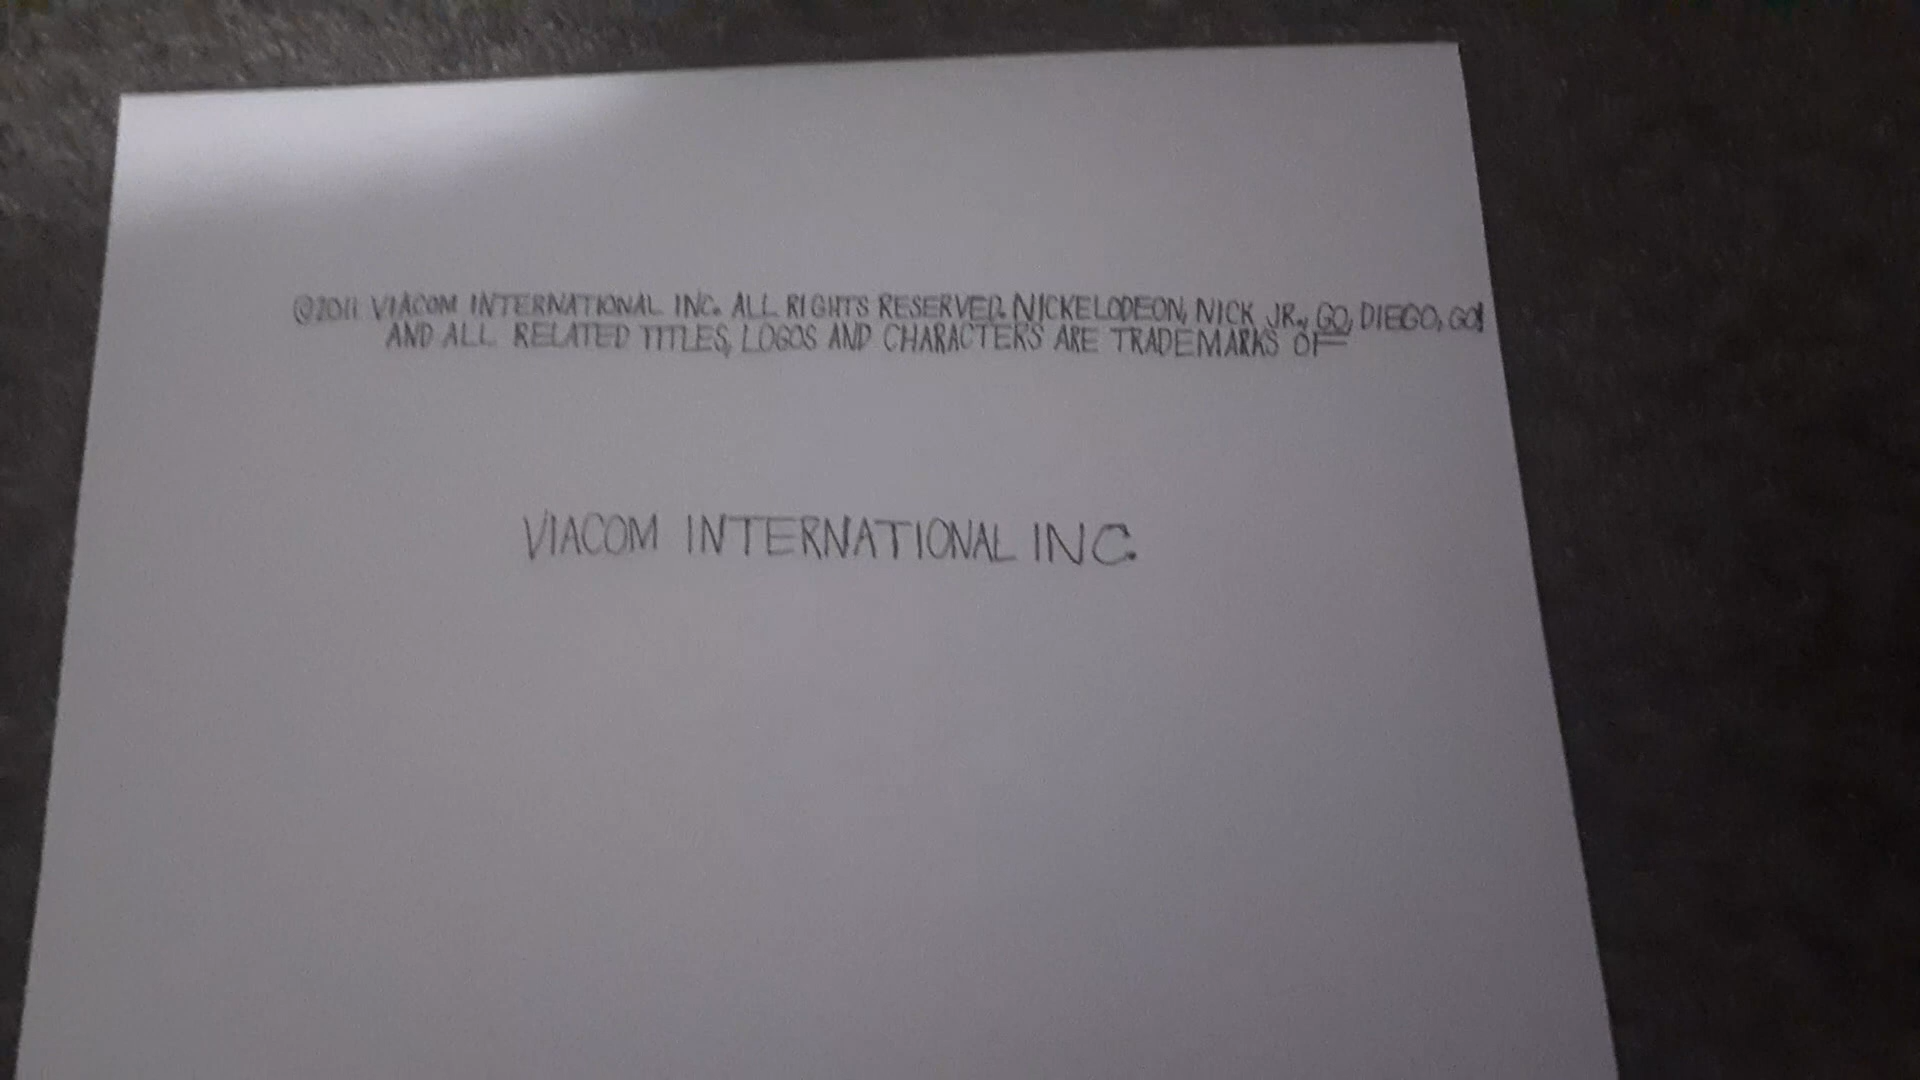 ©2011 VIACOM INTERNATIONAL INC. ALL RIGHTS RESERVED. NICKELODEON, NICK JR., GO, DIEGO, GO!
AND ALL RELATED TITLES, LOGOS AND CHARACTERS ARE TRADEMARKS OF
VIACOM INTERNATIONAL INC.